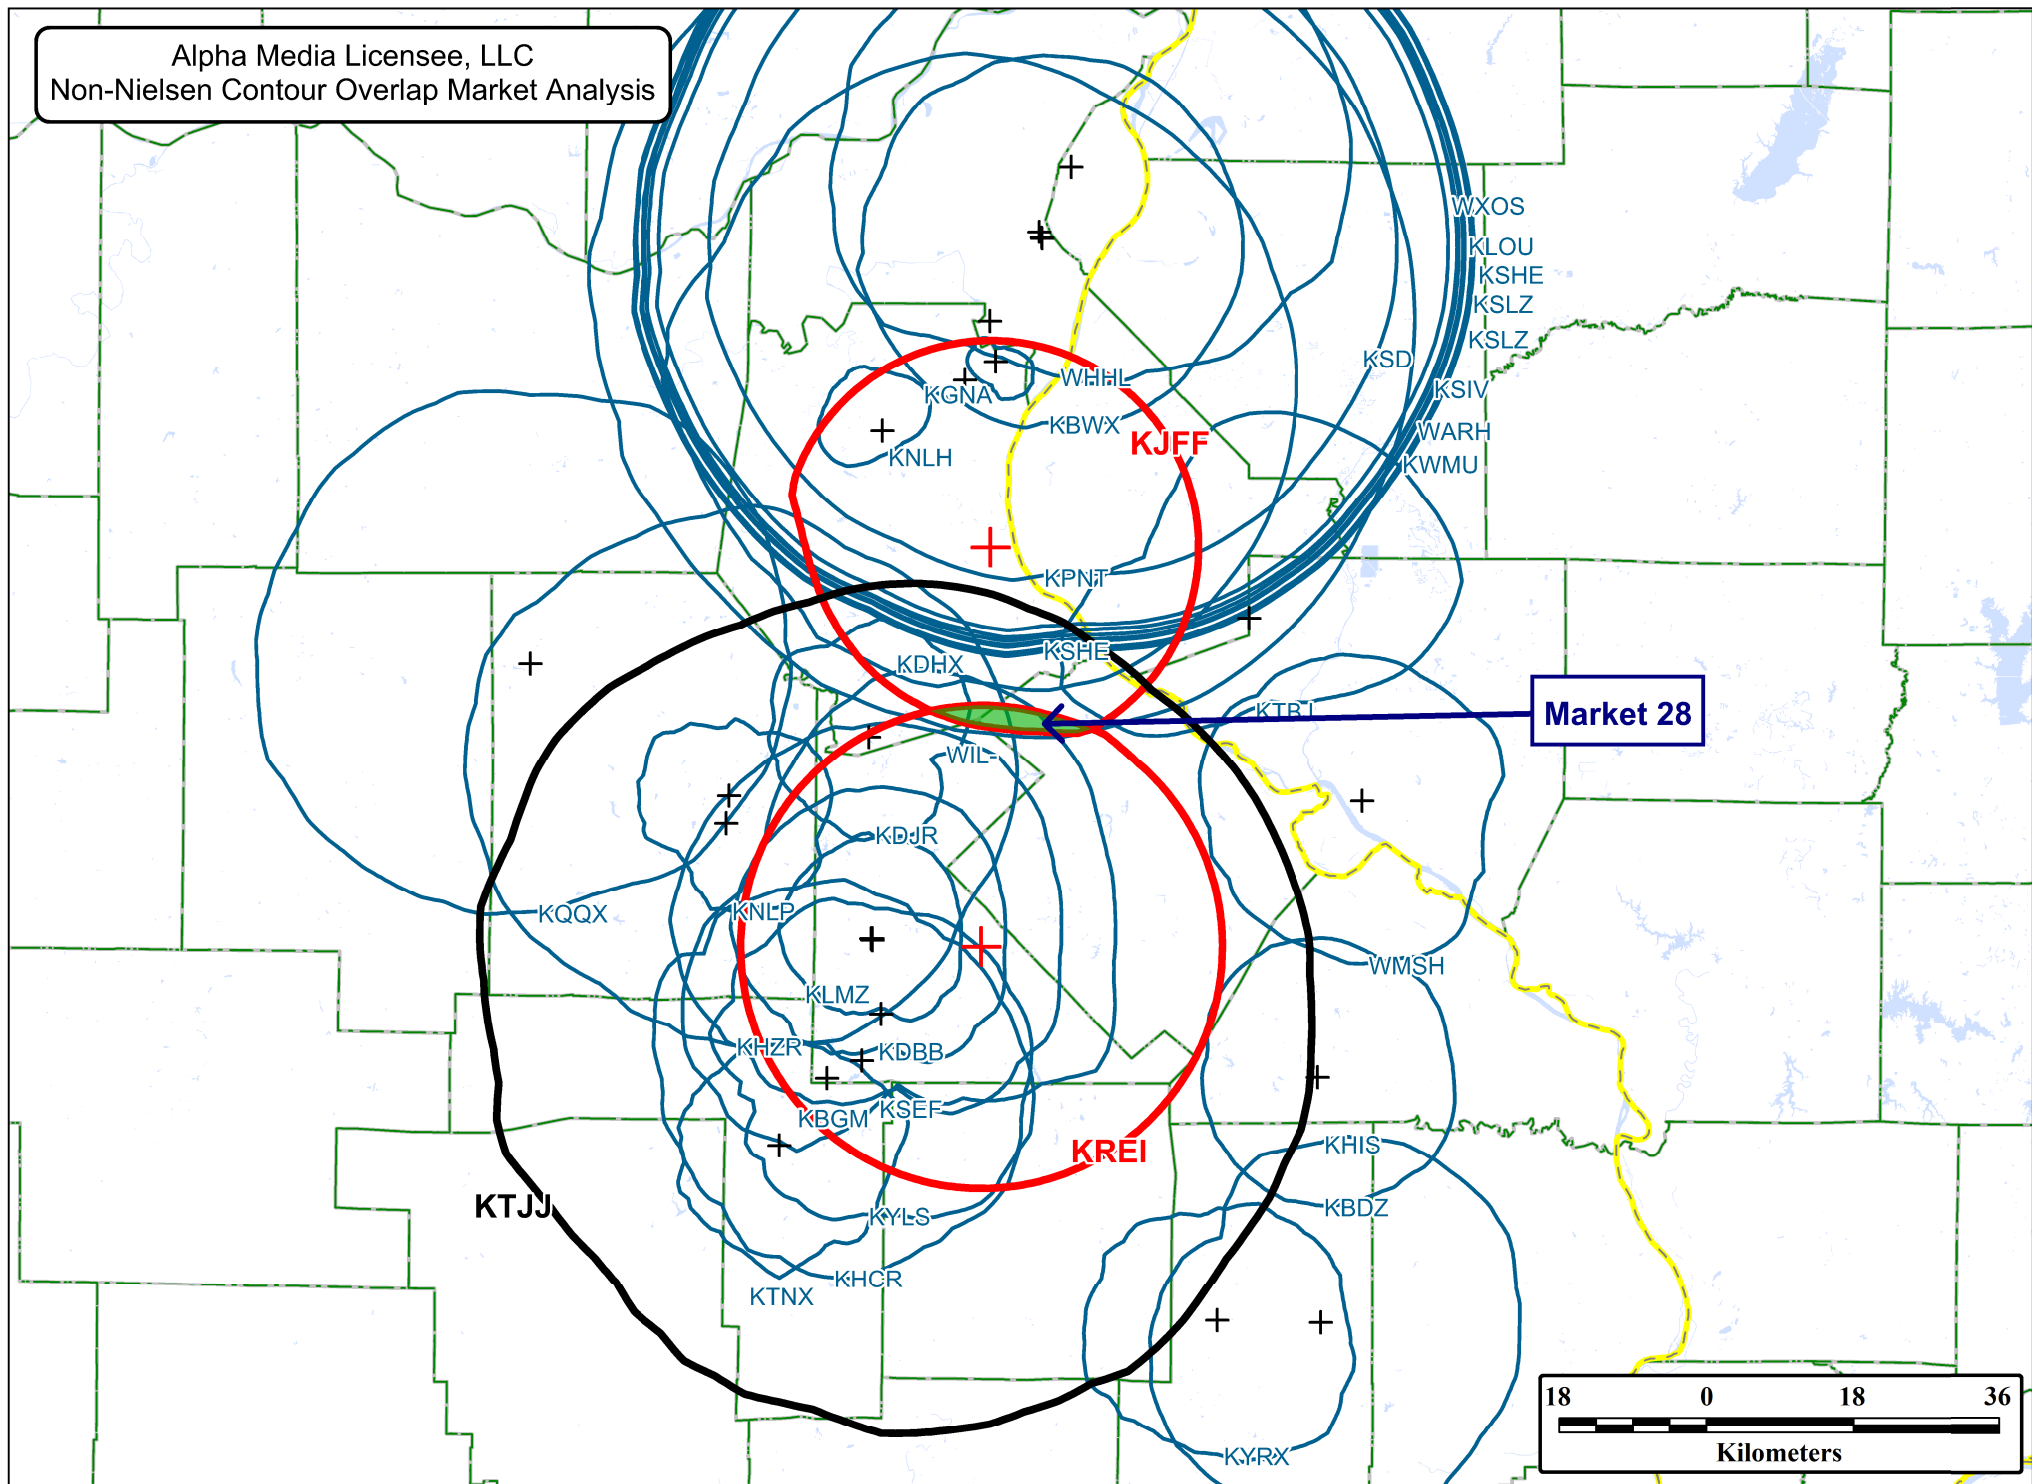 Alpha Media Licensee, LLC
Non-Nielsen Contour Overlap Market Analysis
WXOS
KLOU
KSHE
KSLZ
KSLZ
KSD
WHHL
KSIV
KGNA
KBWX
WARH
KJFF
KNLH
KWMU
KPNT
KSHE
KDHX
KTBJ
Market 28
WIL-
KDJR
KNLP
KQQX
WMSH
KLMZ
KHZR
KDBB
KSEF
KBGM
KHIS
KREI
KTJJ
KBDZ
KYLS
KHCR
KTNX
KYRX
18 0 18 36
Kilometers